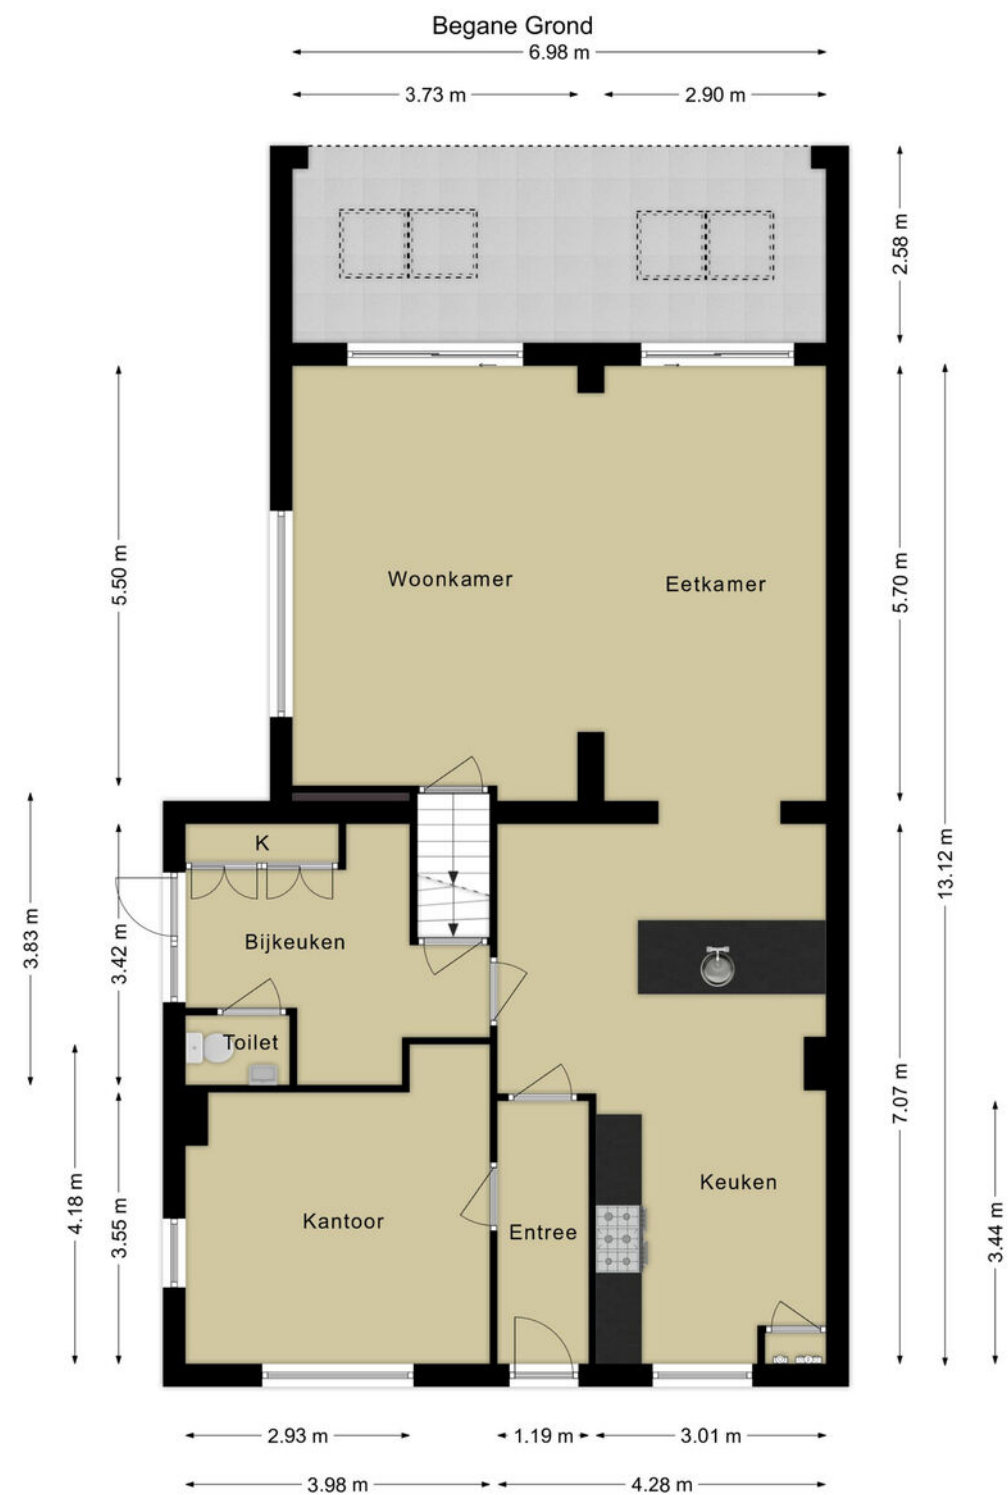 Begane Grond
6.98 m
3.73 m
2.90 m
2.58 m
5.50 m
5.70 m
Woonkamer
Eetkamer
13.12 m
K
Bijkeuken
3.83 m
3.42 m
Toilet
7.07 m
Keuken
4.18 m
3.55 m
Kantoor
Entree
3.44 m
2.93 m
1.19 m
3.01 m
3.98 m
4.28 m